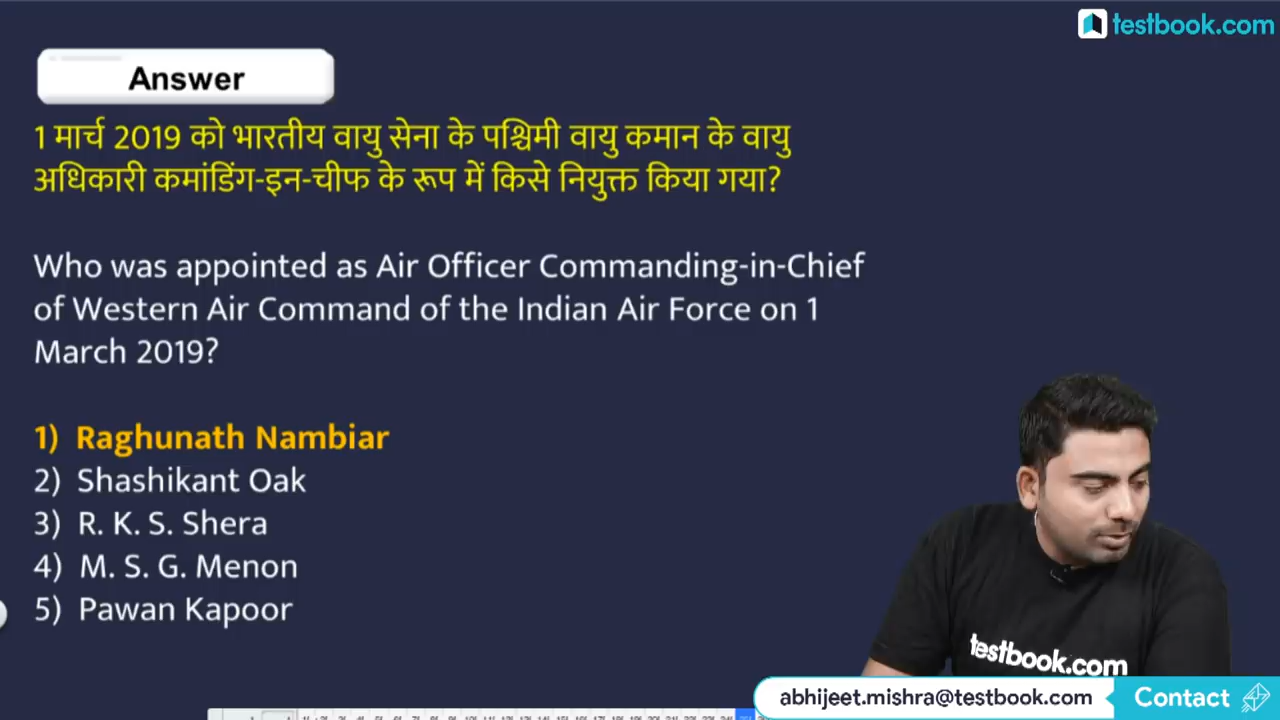 testbook.com
Answer
1 मार्च 2019 को भारतीय वायु सेना के पश्चिमी वायु कमान के वायु
अधिकारी कमांडिंग-इन-चीफ के रूप में किसे नियुक्त किया गया?
Who was appointed as Air Officer Commanding-in-Chief
of Western Air Command of the Indian Air Force on 1
March 2019?
1) Raghunath Nambiar
2) Shashikant Oak
3) R. K. S. Shera
4) M. S. G. Menon
5) Pawan Kapoor
testbook.com
abhijeet.mishra@testbook.com Contact